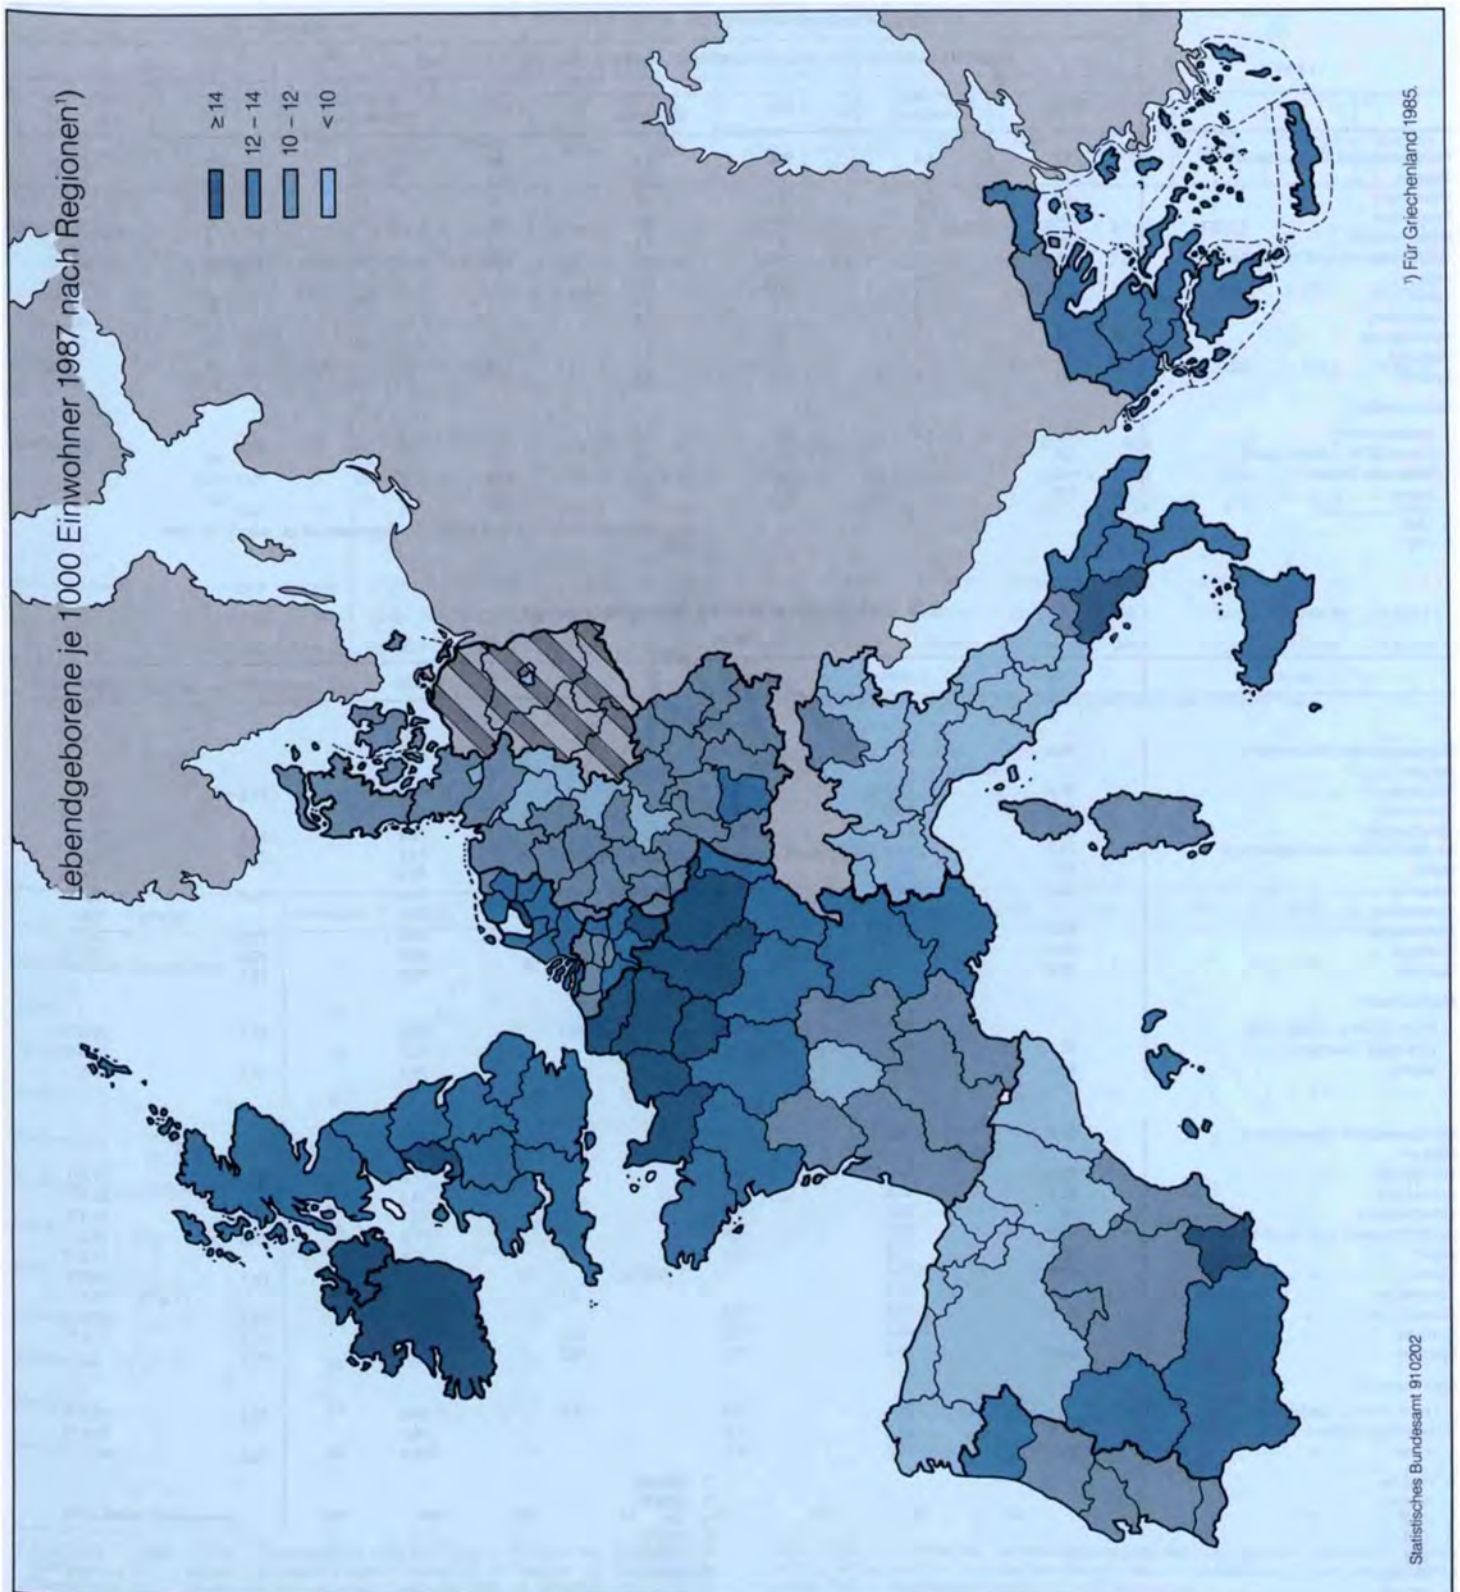 Lebendgeborene je 1000 Einwohner 1987 nach Regionen¹)
≥ 14
12 – 14
10 – 12
< 10
¹) Für Griechenland 1985.
Statistisches Bundesamt 910202